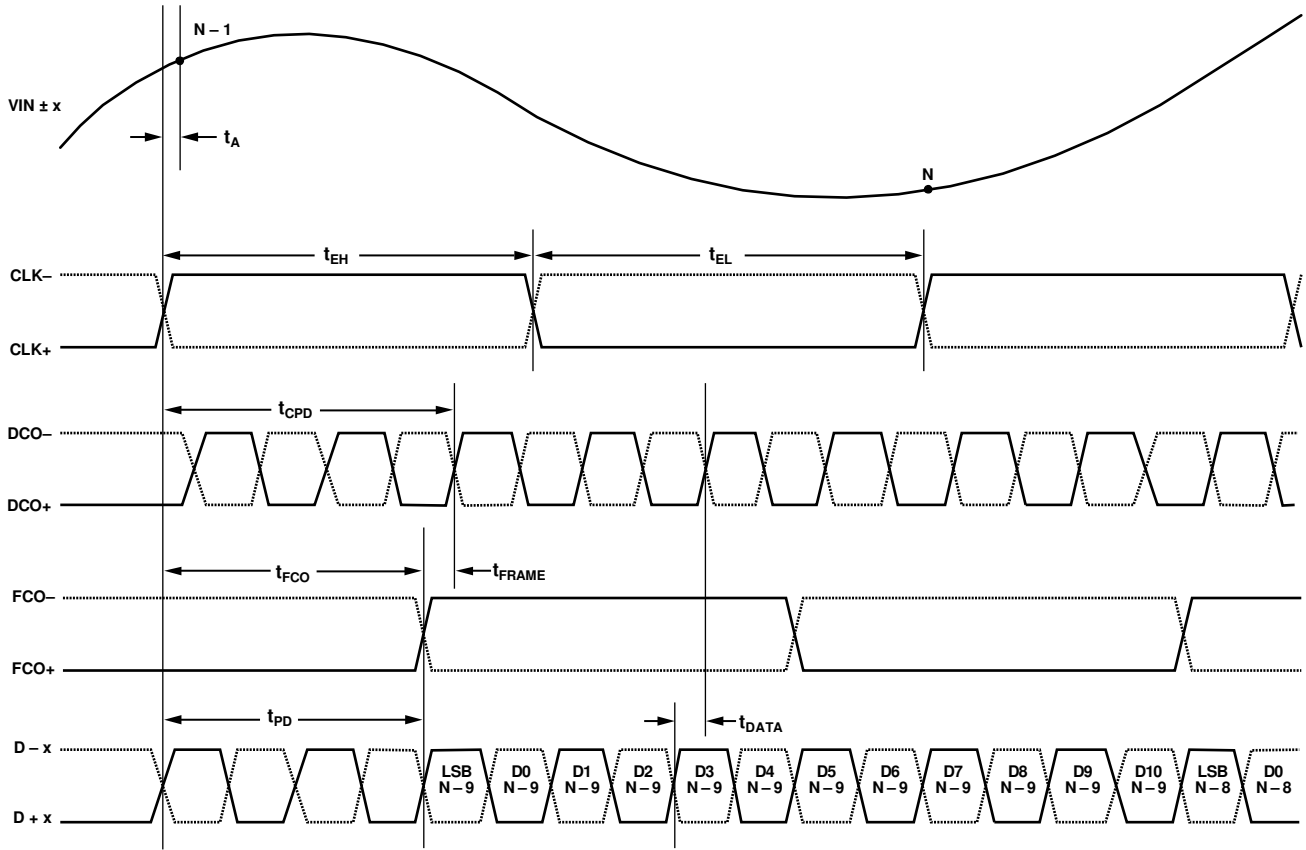 N – 1
VIN ± x
tA
N
tEH
tEL
CLK–
CLK+
tCPD
DCO–
DCO+
tFCO
tFRAME
FCO–
FCO+
tPD
tDATA
D – x
LSB D0 D1 D2 D3 D4 D5 D6 D7 D8 D9 D10 LSB D0
N – 9 N – 9 N – 9 N – 9 N – 9 N – 9 N – 9 N – 9 N – 9 N – 9 N – 9 N – 9 N – 8 N – 8
D + x